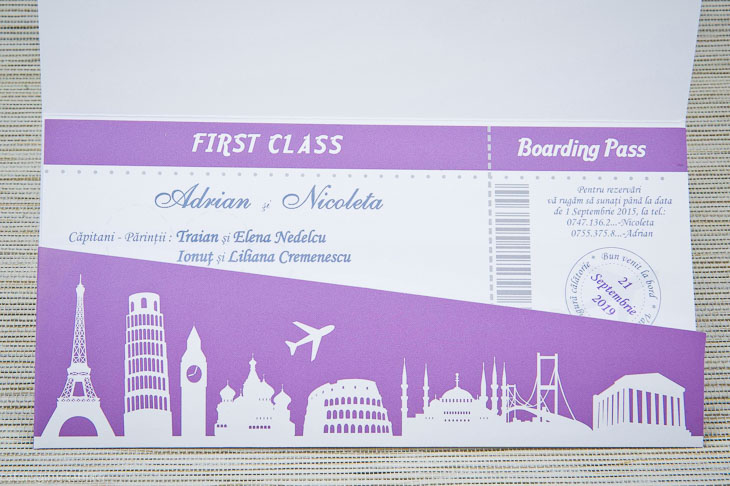 FIRST CLASS
Boarding Pass
Adrian și Nicoleta
Căpitani - Părinții : Traian și Elena Nedelcu
Ionuț și Liliana Cremenescu
Pentru rezervări
vă rugăm să sunați până la data
de 1 Septembrie 2015, la tel.:
0747.136.2...-Nicoleta
0755.375.8...-Adrian
călătorie * Bun venit la bord *
21
Septembrie
2019